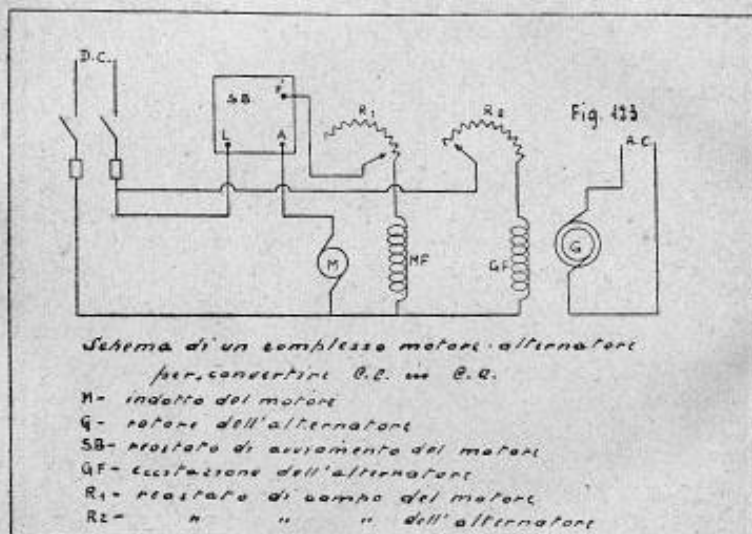 D.C.
SB
F
L
A
R1
R2
Fig. 123
A.C.
M
MF
GF
G
Schema di un complesso motore-alternatore
per convertire C.C. in C.A.
M- indotto del motore
G- rotore dell'alternatore
SB- reostato di avviamento del motore
GF- eccitazione dell'alternatore
R1- reostato di campo del motore
R2- " " " dell'alternatore